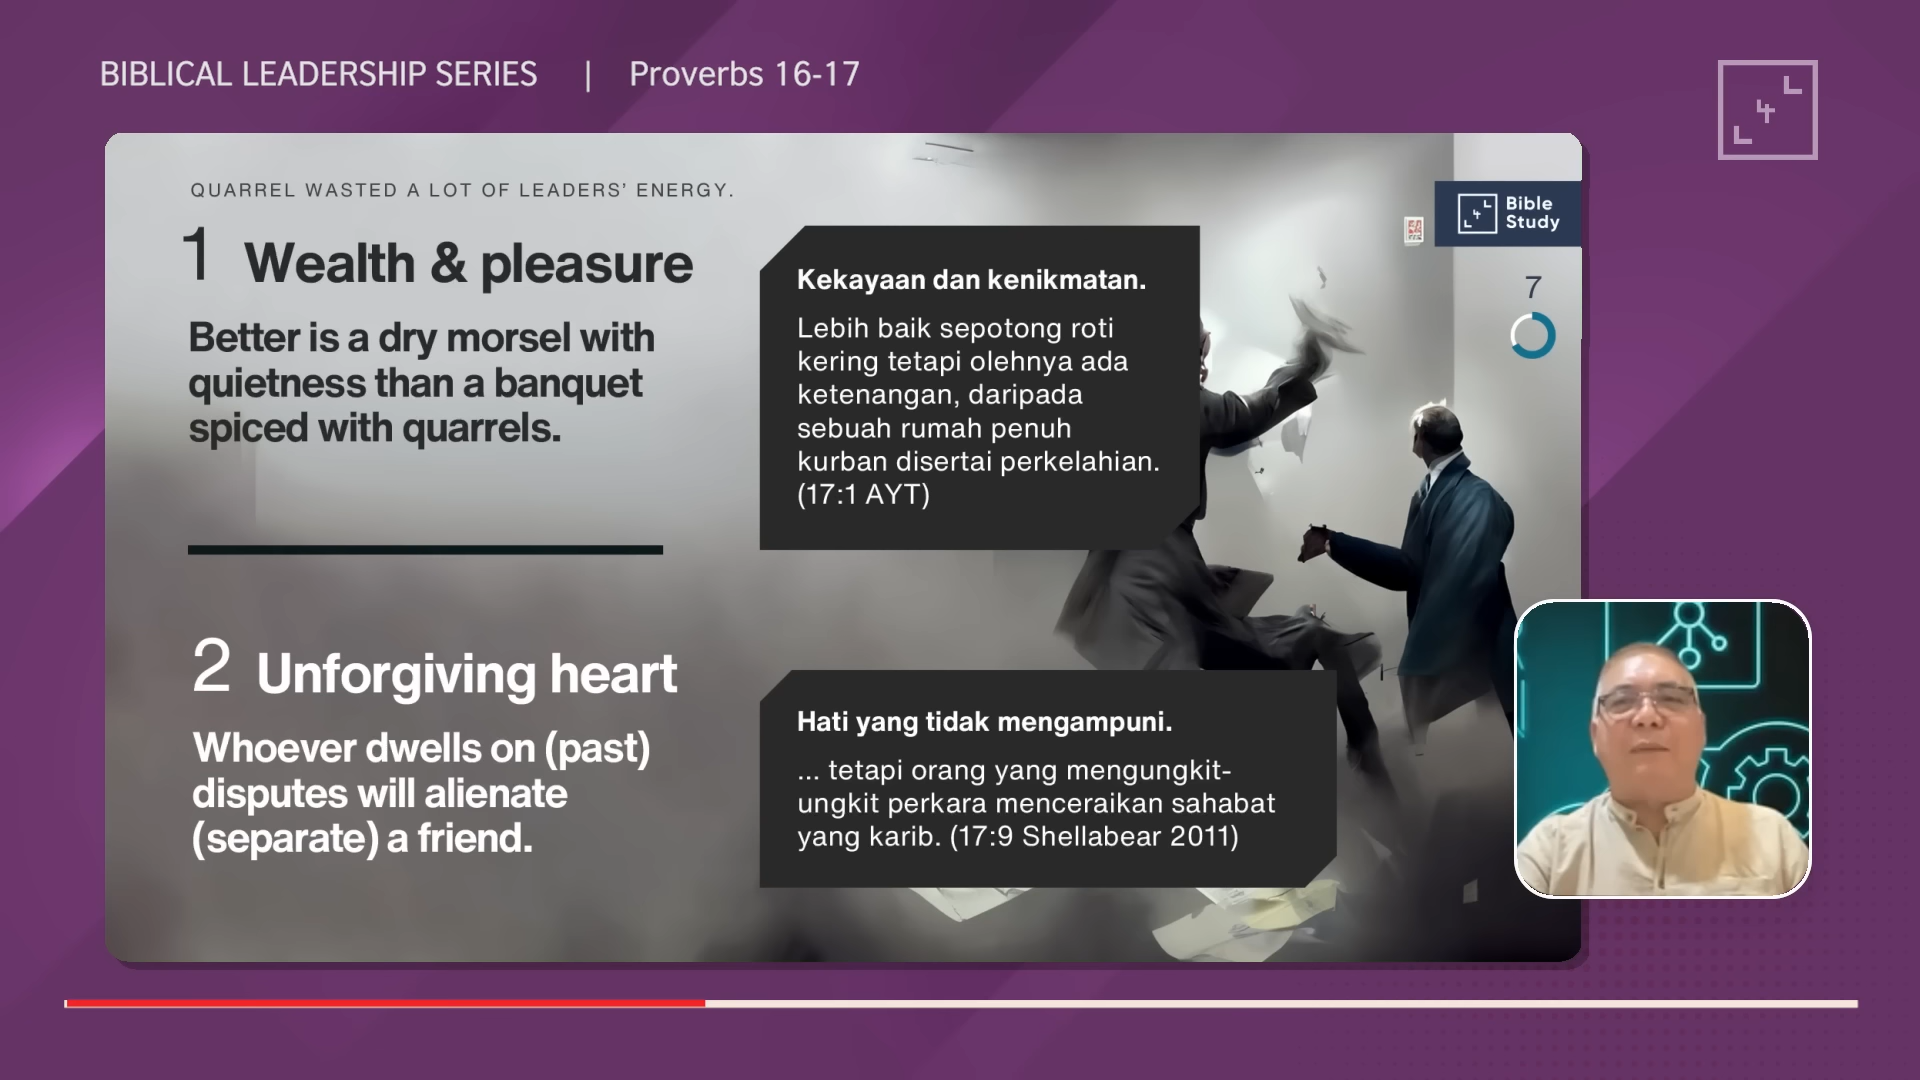 BIBLICAL LEADERSHIP SERIES | Proverbs 16-17
QUARREL WASTED A LOT OF LEADERS’ ENERGY.
1 Wealth & pleasure
Better is a dry morsel with
quietness than a banquet
spiced with quarrels.
Kekayaan dan kenikmatan.
Lebih baik sepotong roti
kering tetapi olehnya ada
ketenangan, daripada
sebuah rumah penuh
kurban disertai perkelahian.
(17:1 AYT)
Bible
Study
7
2 Unforgiving heart
Whoever dwells on (past)
disputes will alienate
(separate) a friend.
Hati yang tidak mengampuni.
... tetapi orang yang mengungkit-
ungkit perkara menceraikan sahabat
yang karib. (17:9 Shellabear 2011)